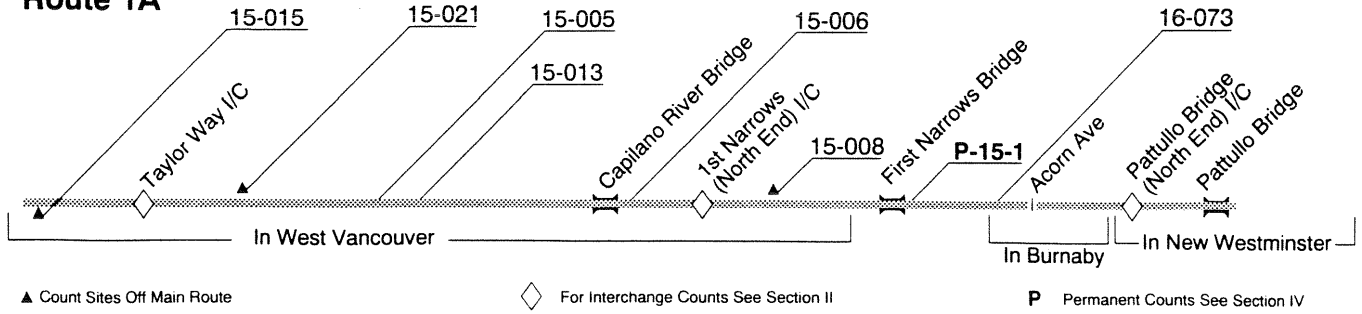 Route 1A
15-015
15-021
15-005
15-006
16-073
15-013
Taylor Way I/C
Capilano River Bridge
1st Narrows
(North End) I/C
15-008
First Narrows Bridge
P-15-1
Acorn Ave
Pattullo Bridge
(North End) I/C
Pattullo Bridge
In West Vancouver
In Burnaby
In New Westminster
Count Sites Off Main Route
For Interchange Counts See Section II
P Permanent Counts See Section IV